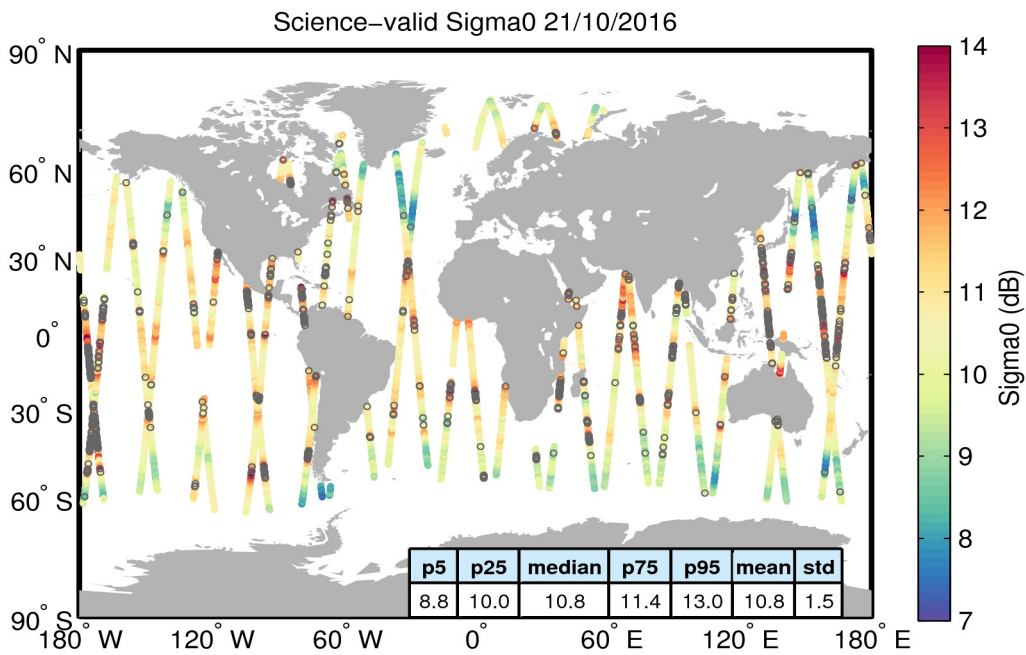 Science−valid Sigma0 21/10/2016
90° N
60° N
30° N
0°
30° S
60° S
90° S
180° W
120° W
60° W
0°
60° E
120° E
180° E
p5 p25 median p75 p95 mean std
8.8 10.0 10.8 11.4 13.0 10.8 1.5
14
13
12
11
10
9
8
7
Sigma0 (dB)